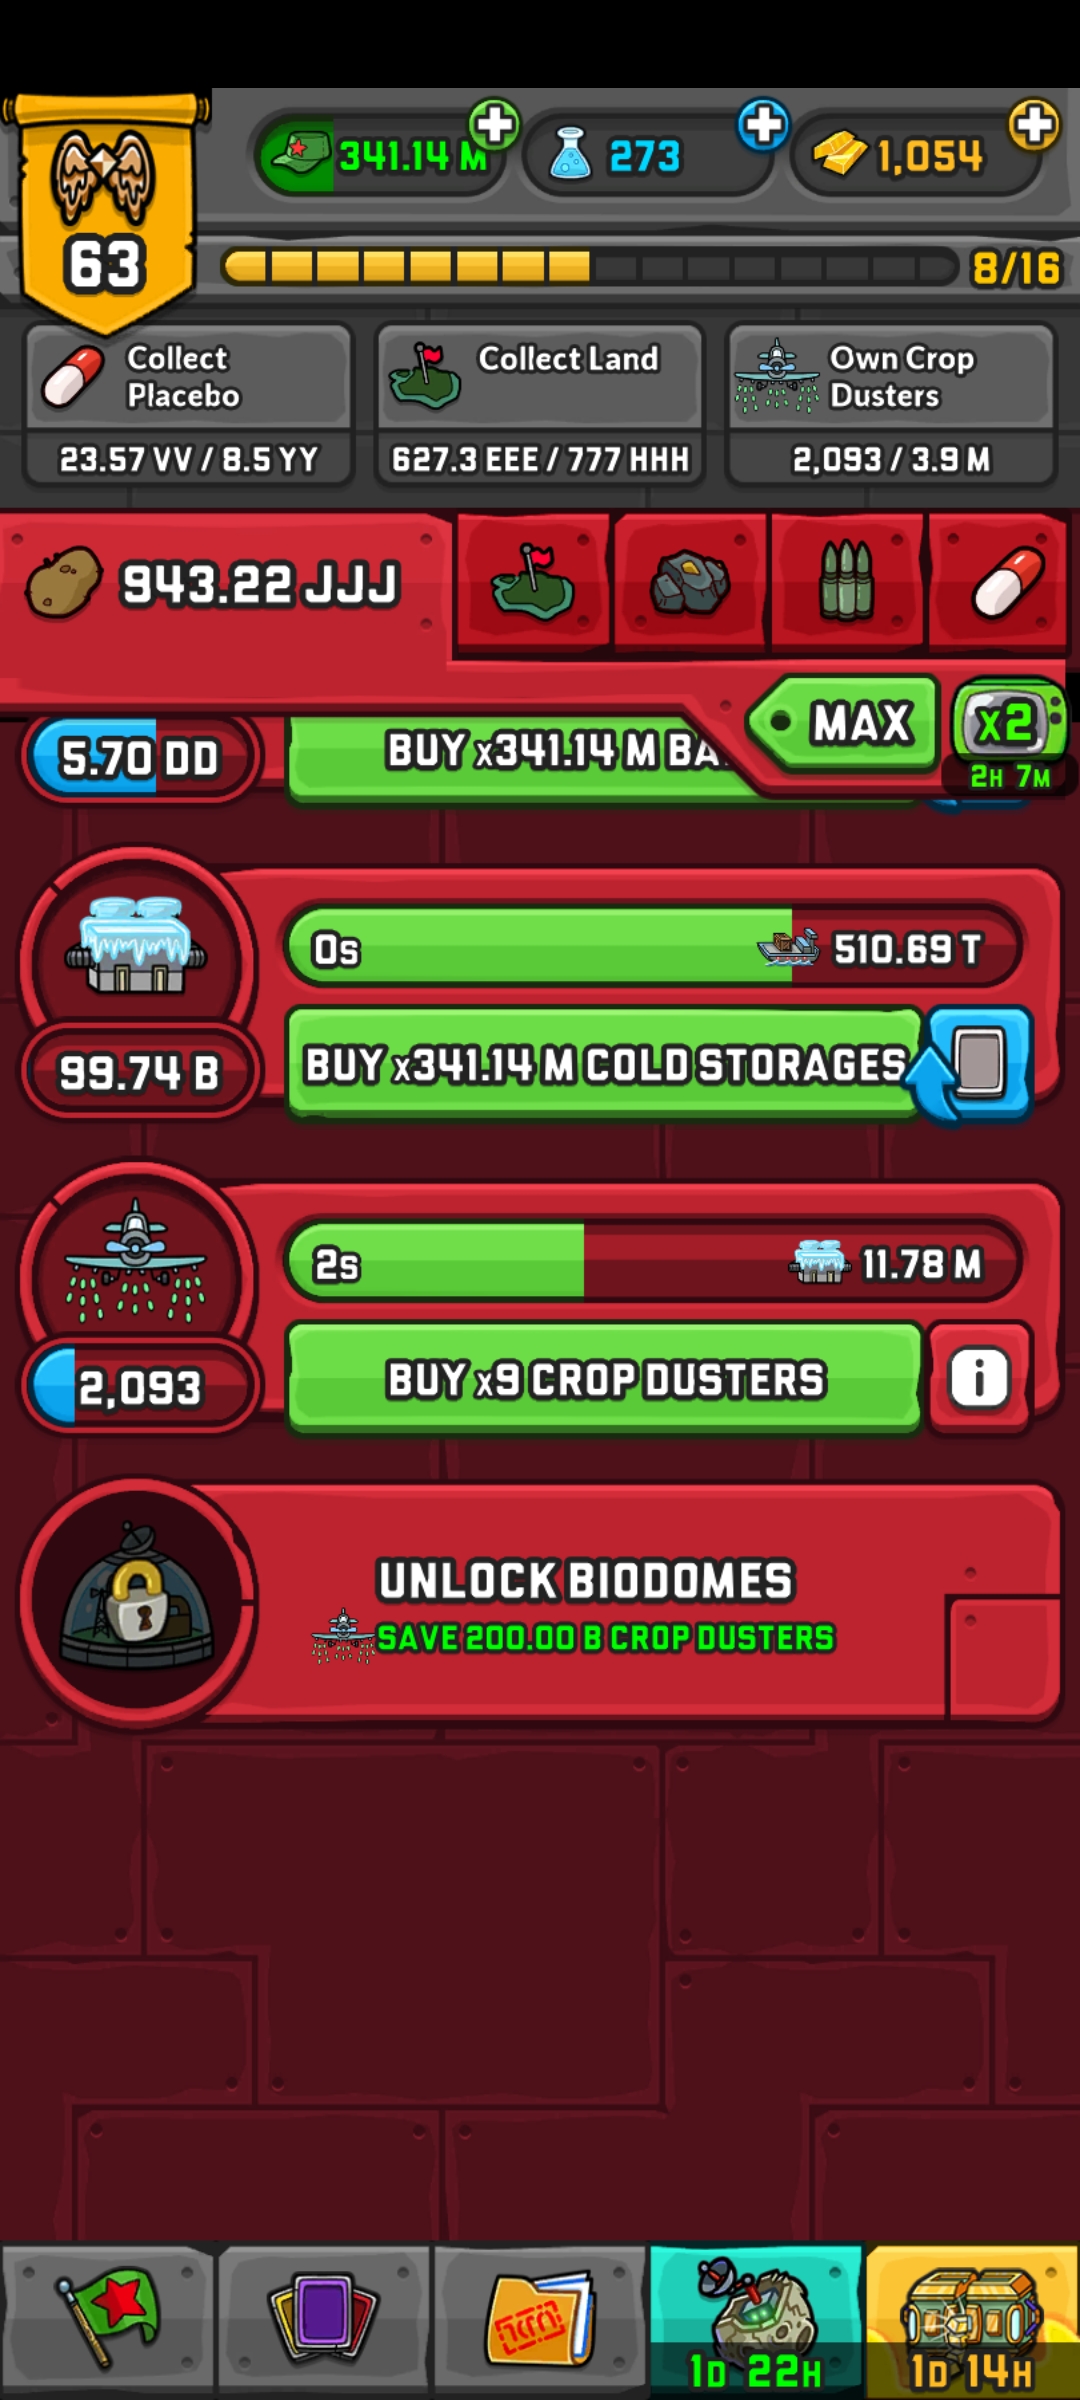 341.14 M
273
1,054
63
8/16
Collect
Placebo
23.57 VV / 8.5 YY
Collect Land
627.3 EEE / 777 HHH
Own Crop
Dusters
2,093 / 3.9 M
943.22 JJJ
MAX
x2
2H 7M
5.70 DD
BUY x341.14 M BA
0s
510.69 T
99.74 B
BUY x341.14 M COLD STORAGES
2s
11.78 M
2,093
BUY x9 CROP DUSTERS
i
UNLOCK BIODOMES
SAVE 200.00 B CROP DUSTERS
1D 22H
1D 14H